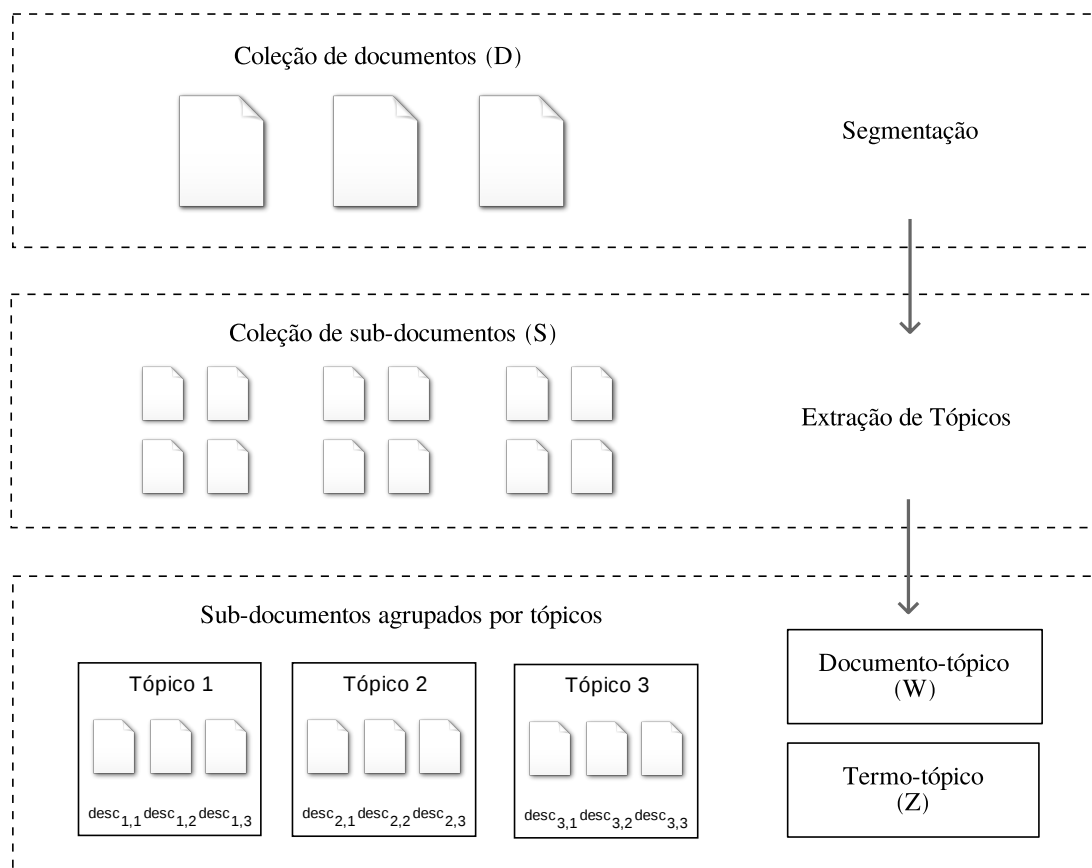 Coleção de documentos (D)
Segmentação
Coleção de sub-documentos (S)
Extração de Tópicos
Sub-documentos agrupados por tópicos
Tópico 1
desc1,1 desc1,2 desc1,3
Tópico 2
desc2,1 desc2,2 desc2,3
Tópico 3
desc3,1 desc3,2 desc3,3
Documento-tópico
(W)
Termo-tópico
(Z)